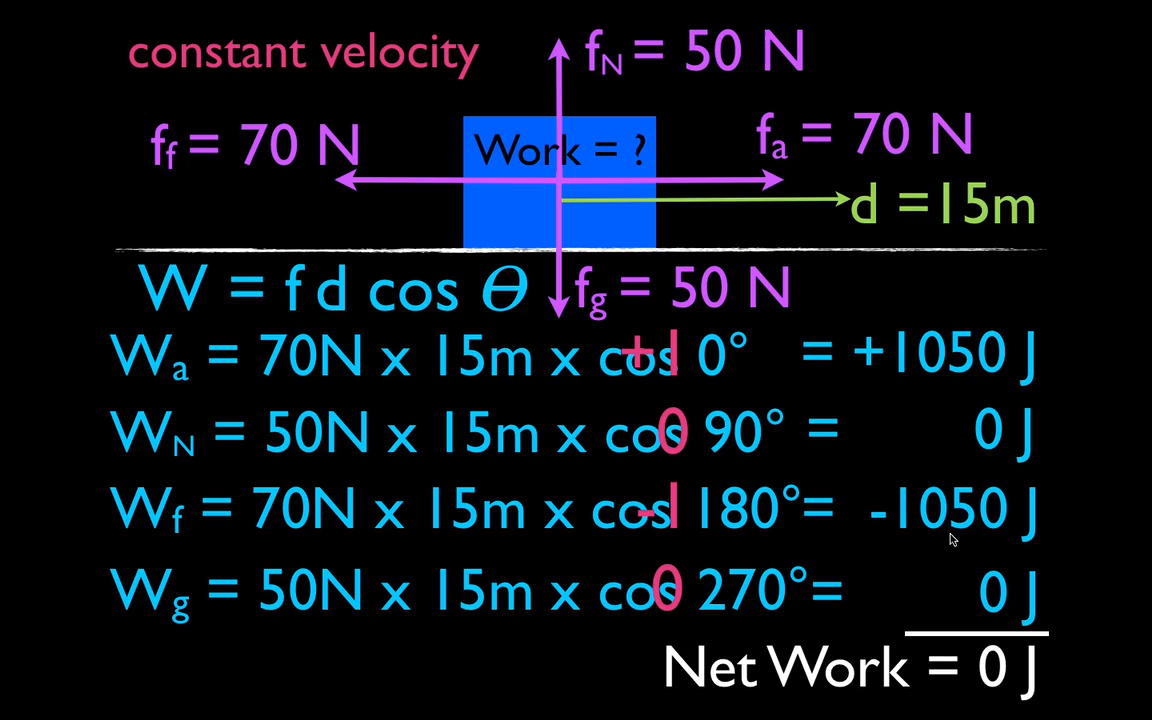 constant velocity
fN = 50 N
ff = 70 N
Work = ?
fa = 70 N
d =15m
W = f d cos θ
fg = 50 N
Wa = 70N x 15m x cos 0° = +1050 J
+1
WN = 50N x 15m x cos 90° = 0 J
0
Wf = 70N x 15m x cos 180°= -1050 J
-1
Wg = 50N x 15m x cos 270°= 0 J
0
Net Work = 0 J